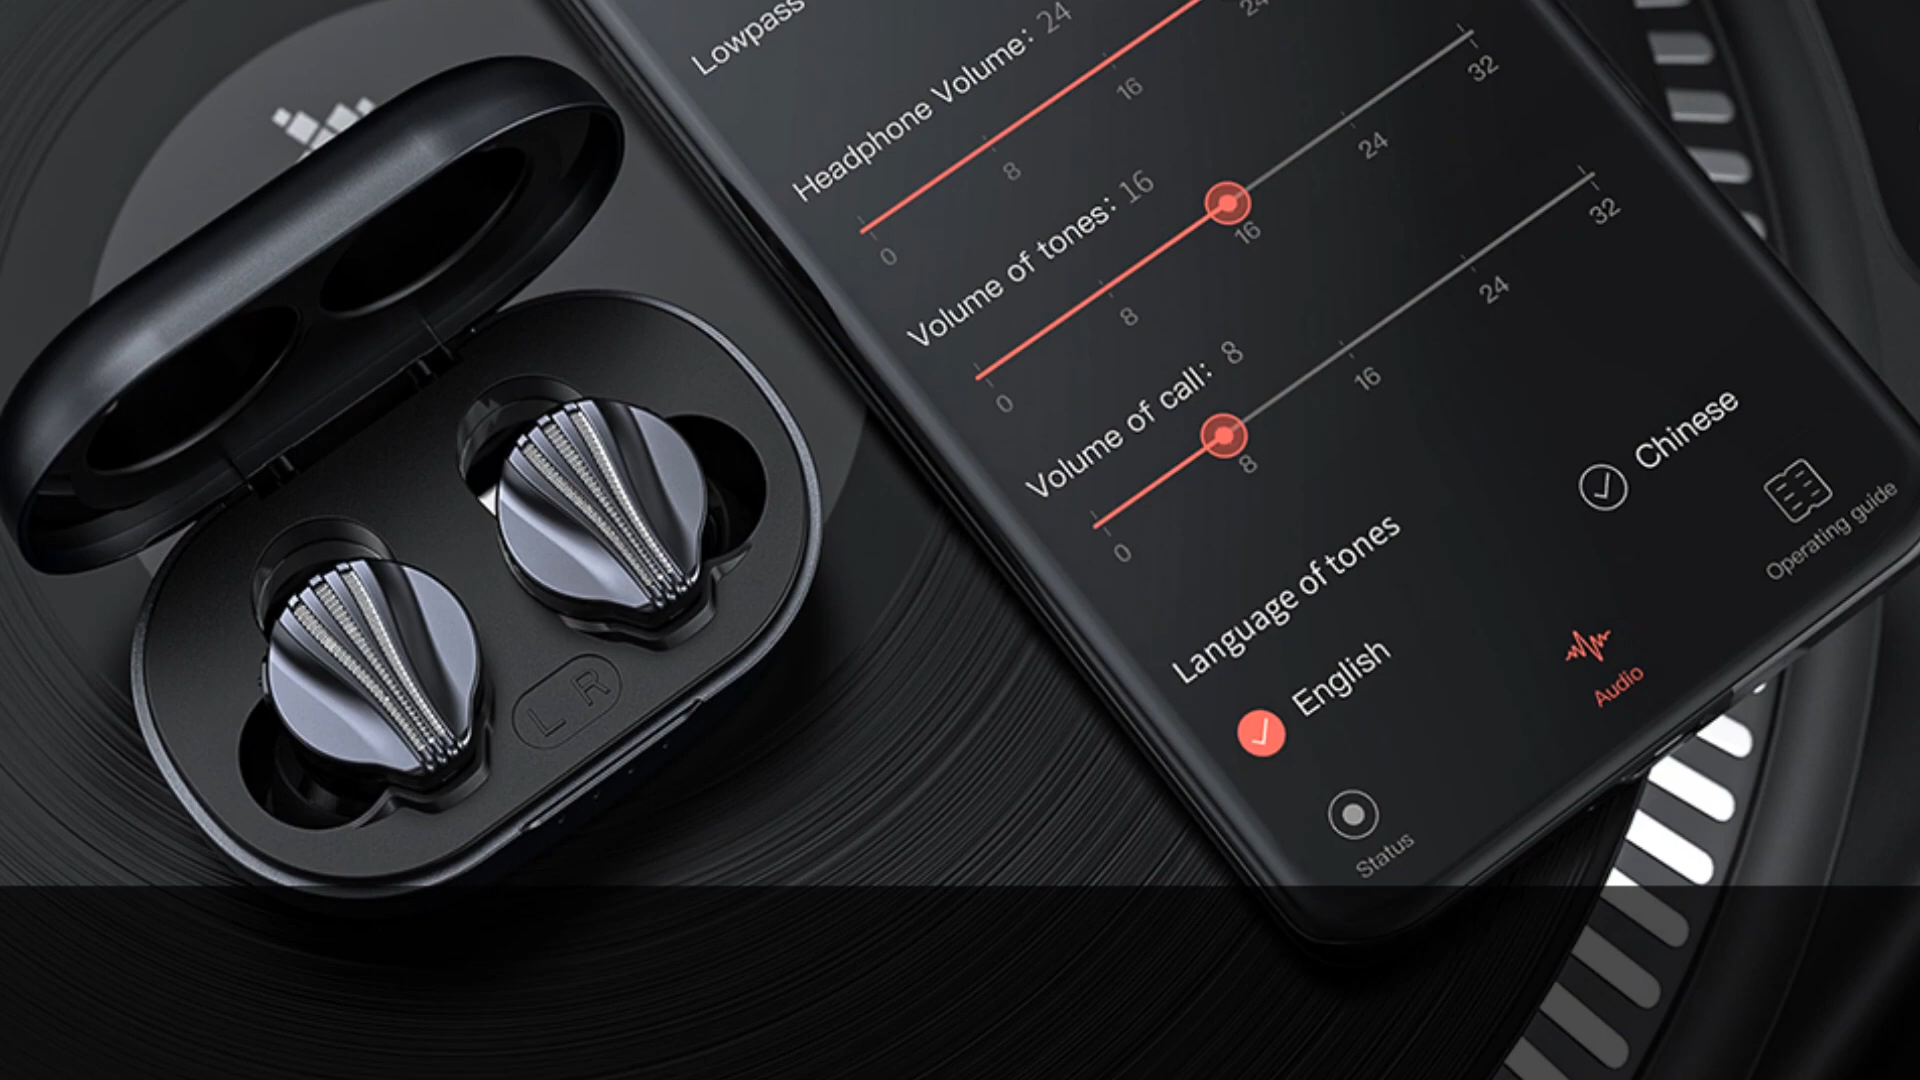 Lowpass
Headphone Volume: 24
0 8 16 24
Volume of tones: 16
0 8 16 24 32
Volume of call: 8
0 8 16 24 32
Language of tones
English
Chinese
Status
Audio
Operating guide
L R